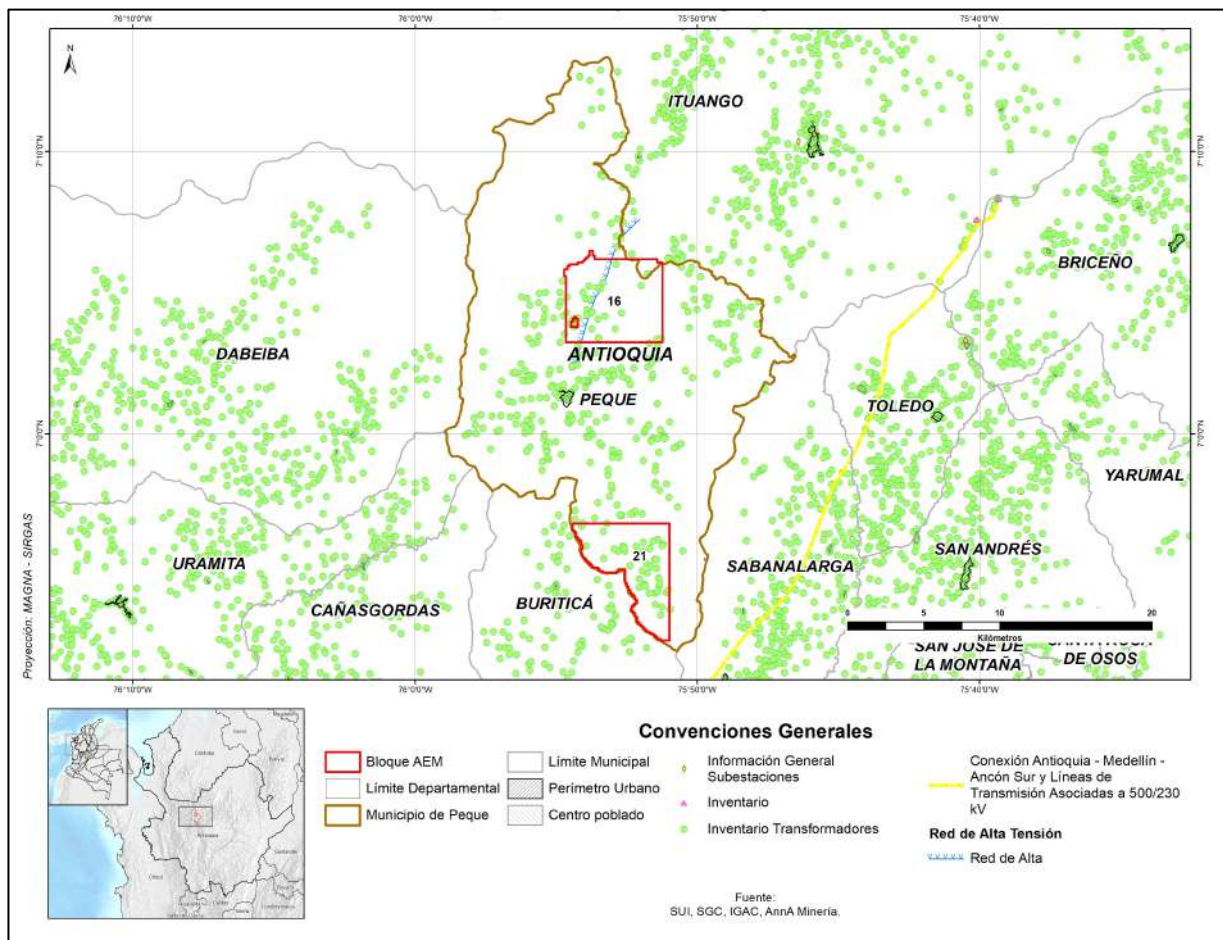 76°10'0"W
76°0'0"W
75°50'0"W
75°40'0"W
N
7°10'0"N
7°10'0"N
7°0'0"N
7°0'0"N
ITUANGO
BRICEÑO
16
DABEIBA
ANTIOQUIA
PEQUE
TOLEDO
YARUMAL
21
URAMITA
SABANALARGA
SAN ANDRÉS
BURITICÁ
CAÑASGORDAS
0
5
10
20
Kilómetros
SAN JOSÉ DE
LA MONTAÑA
DE OSOS
Proyección: MAGNA - SIRGAS
76°10'0"W
76°0'0"W
75°50'0"W
75°40'0"W
Convenciones Generales
Bloque AEM
Límite Departamental
Municipio de Peque
Límite Municipal
Perímetro Urbano
Centro poblado
Información General
Subestaciones
Inventario
Inventario Transformadores
Conexión Antioquia - Medellín -
Ancón Sur y Líneas de
Transmisión Asociadas a 500/230
kV
Red de Alta Tensión
Red de Alta
Fuente:
SUI, SGC, IGAC, AnnA Minería.